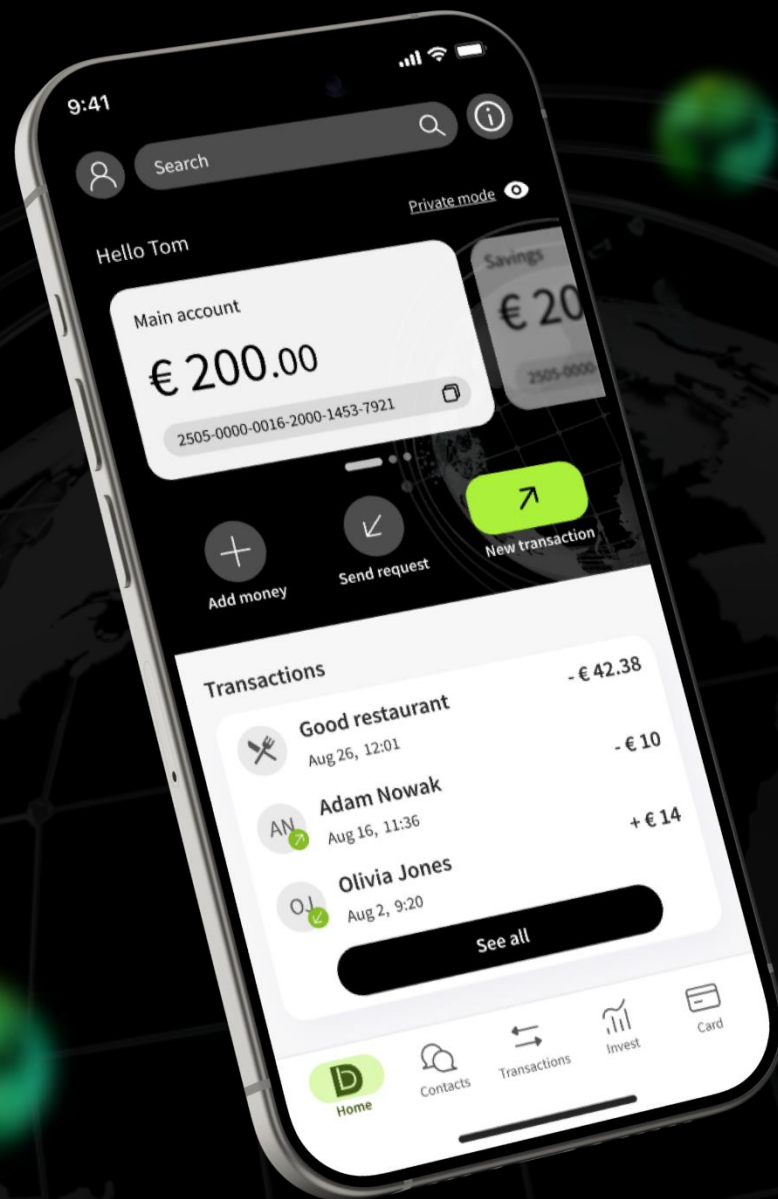 9:41
Search
Private mode
Hello Tom
Main account
€ 200.00
2505-0000-0016-2000-1453-7921
Savings
€ 20
2505-0000-
Add money
Send request
New transaction
Transactions
Good restaurant
- € 42.38
Aug 26, 12:01
AN
Adam Nowak
- € 10
Aug 16, 11:36
OJ
Olivia Jones
+ € 14
Aug 2, 9:20
See all
Home
Contacts
Transactions
Invest
Card